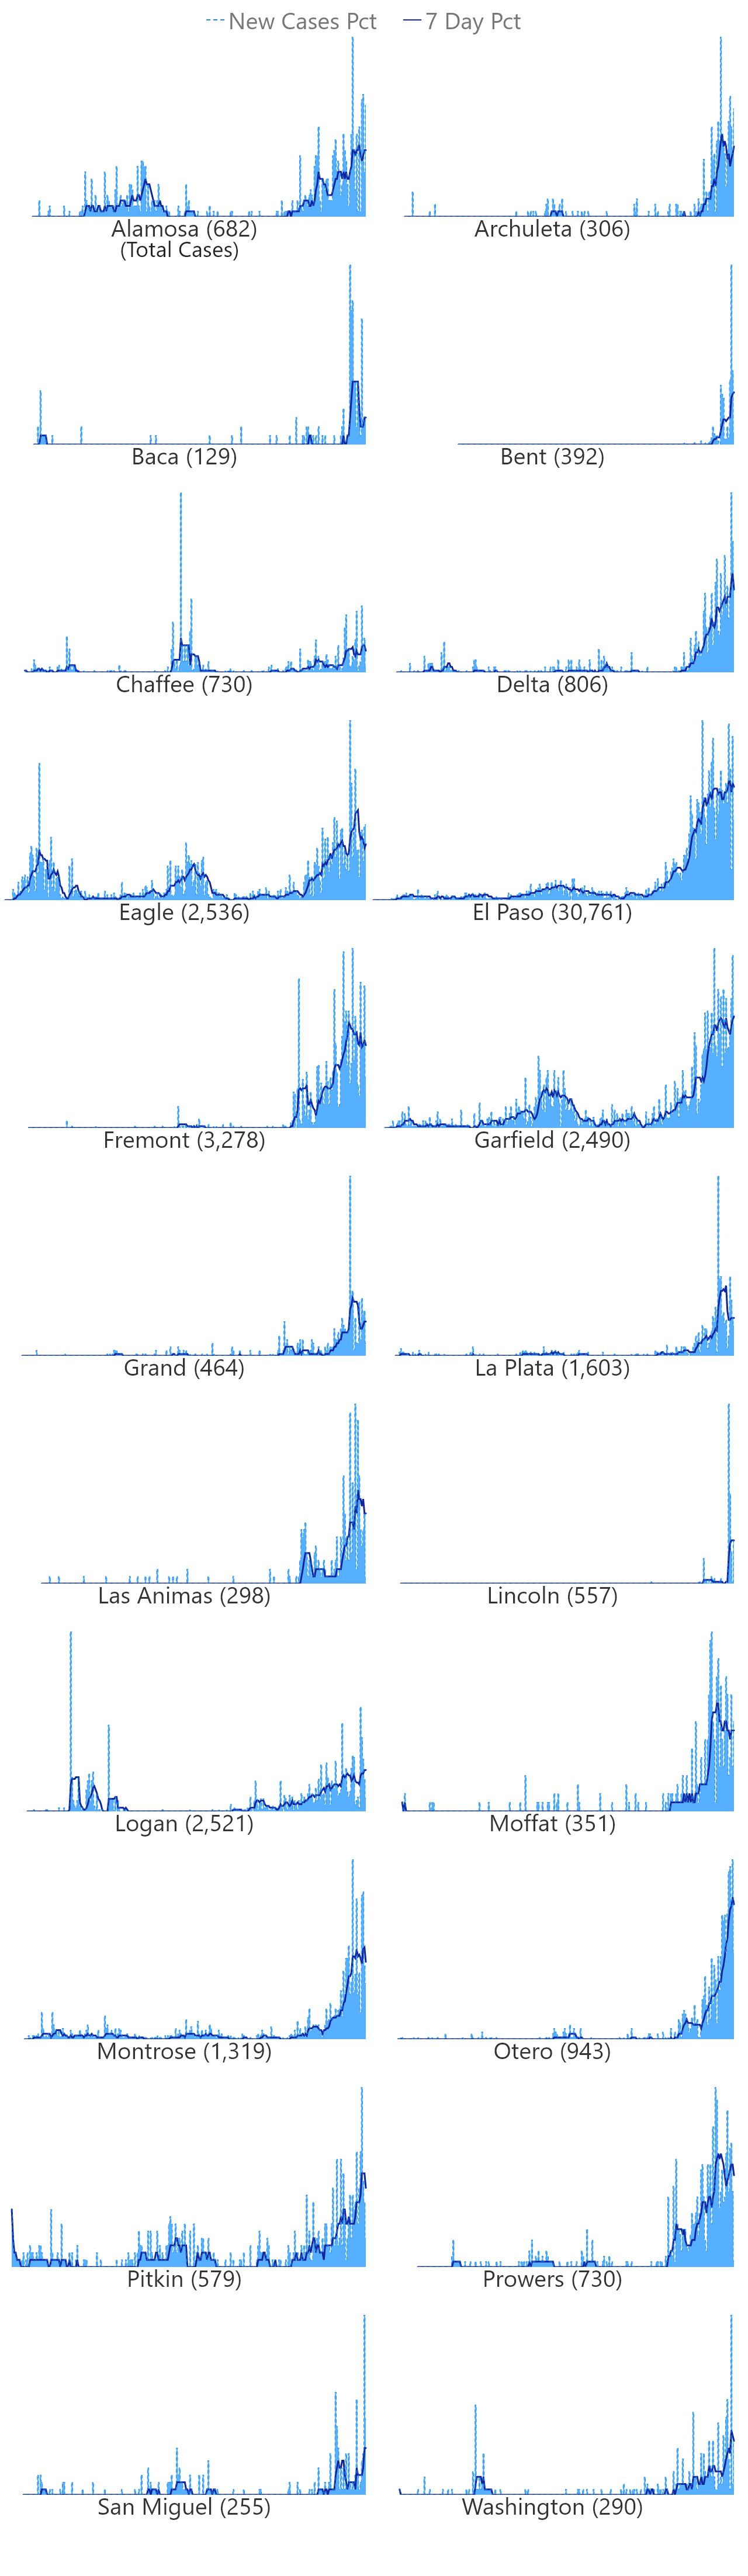 New Cases Pct 7 Day Pct
Alamosa (682) Archuleta (306)
(Total Cases)
Baca (129) Bent (392)
Chaffee (730) Delta (806)
Eagle (2,536) El Paso (30,761)
Fremont (3,278) Garfield (2,490)
Grand (464) La Plata (1,603)
Las Animas (298) Lincoln (557)
Logan (2,521) Moffat (351)
Montrose (1,319) Otero (943)
Pitkin (579) Prowers (730)
San Miguel (255) Washington (290)